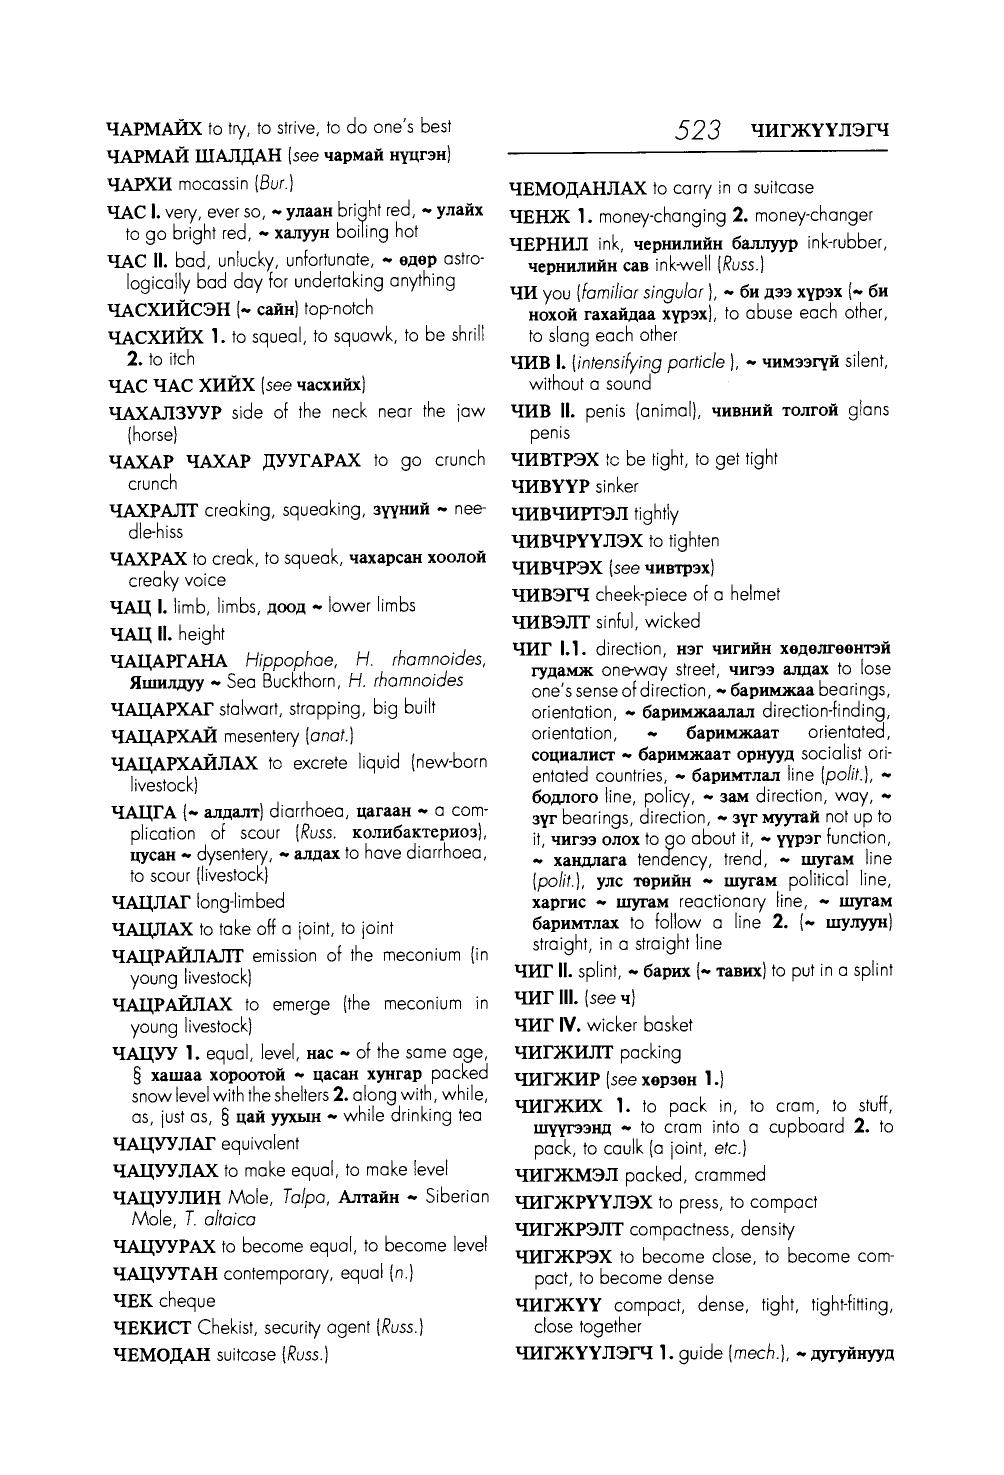 ЧАРМАЙХ to try, to strive, to do one's best
ЧАРМАЙ ШАЛДАН (see чармай нүцгэн)
ЧАРХИ mocassin (Bur.)
ЧАС I. very, ever so, ~ улаан bright red, ~ улайх
to go bright red, ~ халуун boiling hot
ЧАС II. bad, unlucky, unfortunate, ~ өдөр astro-
logically bad day for undertaking anything
ЧАСХИЙСЭН (~ сайн) top-notch
ЧАСХИЙХ 1. to squeal, to squawk, to be shrill
2. to itch
ЧАС ЧАС ХИЙХ (see часхийх)
ЧАХАЛЗУУР side of the neck near the jaw
(horse)
ЧАХАР ЧАХАР ДУУГАРАХ to go crunch
crunch
ЧАХРАЛТ creaking, squeaking, зүүний ~ nee-
dle-hiss
ЧАХРАХ to creak, to squeak, чахарсан хоолой
creaky voice
ЧАЦ I. limb, limbs, доод ~ lower limbs
ЧАЦ II. height
ЧАЦАРГАНА Hippophae, H. rhamnoides,
Яшилдуу ~ Sea Buckthorn, H. rhamnoides
ЧАЦАРХАГ stalwart, strapping, big built
ЧАЦАРХАЙ mesentery (anat.)
ЧАЦАРХАЙЛАХ to excrete liquid (new-born
livestock)
ЧАЦГА (~ алдалт) diarrhoea, цагаан ~ a com-
plication of scour (Russ. колибактериоз),
цусан ~ dysentery, ~ алдах to have diarrhoea,
to scour (livestock)
ЧАЦЛАГ long-limbed
ЧАЦЛАХ to take off a joint, to joint
ЧАЦРАЙЛАЛТ emission of the meconium (in
young livestock)
ЧАЦРАЙЛАХ to emerge (the meconium in
young livestock)
ЧАЦУУ 1. equal, level, нас ~ of the same age,
§ хашаа хороотой ~ цасан хунгар packed
snow level with the shelters 2. along with, while,
as, just as, § цай уухын ~ while drinking tea
ЧАЦУУЛАГ equivalent
ЧАЦУУЛАХ to make equal, to make level
ЧАЦУУЛИН Mole, Talpa, Алтайн ~ Siberian
Mole, T. altaica
ЧАЦУУРАХ to become equal, to become level
ЧАЦУУТАН contemporary, equal (n.)
ЧЕК cheque
ЧЕКИСТ Chekist, security agent (Russ.)
ЧЕМОДАН suitcase (Russ.)
523 ЧИГЖҮҮЛЭГЧ
ЧЕМОДАНЛАХ to carry in a suitcase
ЧЕНЖ 1. money-changing 2. money-changer
ЧЕРНИЛ ink, чернилийн баллуур ink-rubber,
чернилийн сав ink-well (Russ.)
ЧИ you (familiar singular), ~ би дээ хүрэх (~ би
нохой гахайдаа хүрэх), to abuse each other,
to slang each other
ЧИВ I. (intensifying particle), ~ чимээгүй silent,
without a sound
ЧИВ II. penis (animal), чивний толгой glans
penis
ЧИВТРЭХ to be tight, to get tight
ЧИВҮҮР sinker
ЧИВЧИРТЭЛ tightly
ЧИВЧРҮҮЛЭХ to tighten
ЧИВЧРЭХ (see чивтрэх)
ЧИВЭГЧ cheek-piece of a helmet
ЧИВЭЛТ sinful, wicked
ЧИГ I.1. direction, нэг чигийн хөдөлгөөнтэй
гудамж one-way street, чигээ алдах to lose
one's sense of direction, ~ баримжаа bearings,
orientation, ~ баримжаалал direction-finding,
orientation, ~ баримжаат orientated,
социалист ~ баримжаат орнууд socialist ori-
entated countries, ~ баримтлал line (polit.), ~
бодлого line, policy, ~ зам direction, way, ~
зүг bearings, direction, ~ зүг муутай not up to
it, чигээ олох to go about it, ~ үүрэг function,
~ хандлага tendency, trend, ~ шугам line
(polit.), улс төрийн ~ шугам political line,
харгис ~ шугам reactionary line, ~ шугам
баримтлах to follow a line 2. (~ шулуун)
straight, in a straight line
ЧИГ II. splint, ~ барих (~ тавих) to put in a splint
ЧИГ III. (see ч)
ЧИГ IV. wicker basket
ЧИГЖИЛТ packing
ЧИГЖИР (see хөрзөн 1.)
ЧИГЖИХ 1. to pack in, to cram, to stuff,
шүүгээнд ~ to cram into a cupboard 2. to
pack, to caulk (a joint, etc.)
ЧИГЖМЭЛ packed, crammed
ЧИГЖРҮҮЛЭХ to press, to compact
ЧИГЖРЭЛТ compactness, density
ЧИГЖРЭХ to become close, to become com-
pact, to become dense
ЧИГЖҮҮ compact, dense, tight, tight-fitting,
close together
ЧИГЖҮҮЛЭГЧ 1. guide (mech.), ~ дугуйнууд